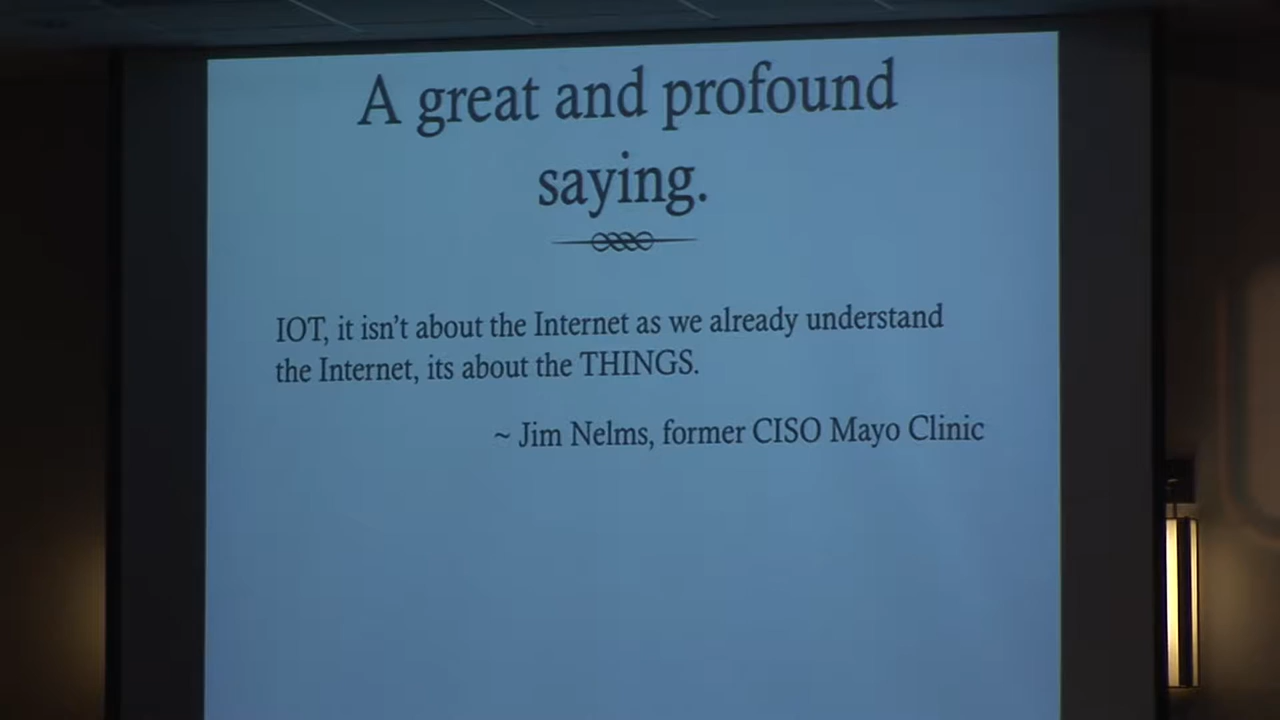 A great and profound
saying.
IOT, it isn't about the Internet as we already understand
the Internet, its about the THINGS.
~ Jim Nelms, former CISO Mayo Clinic